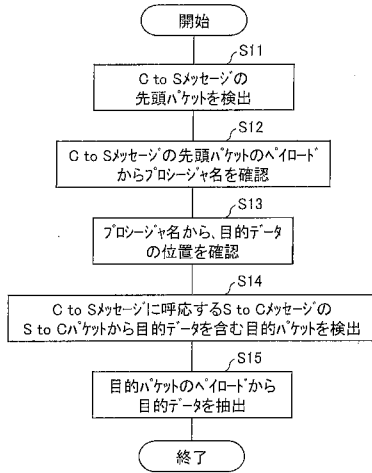 開始
S11
C to Sメッセージの
先頭パケットを検出
S12
C to Sメッセージの先頭パケットのペイロード
からプロシージャ名を確認
S13
プロシージャ名から、目的データ
の位置を確認
S14
C to Sメッセージに呼応するS to Cメッセージの
S to Cパケットから目的データを含む目的パケットを検出
S15
目的パケットのペイロードから
目的データを抽出
終了